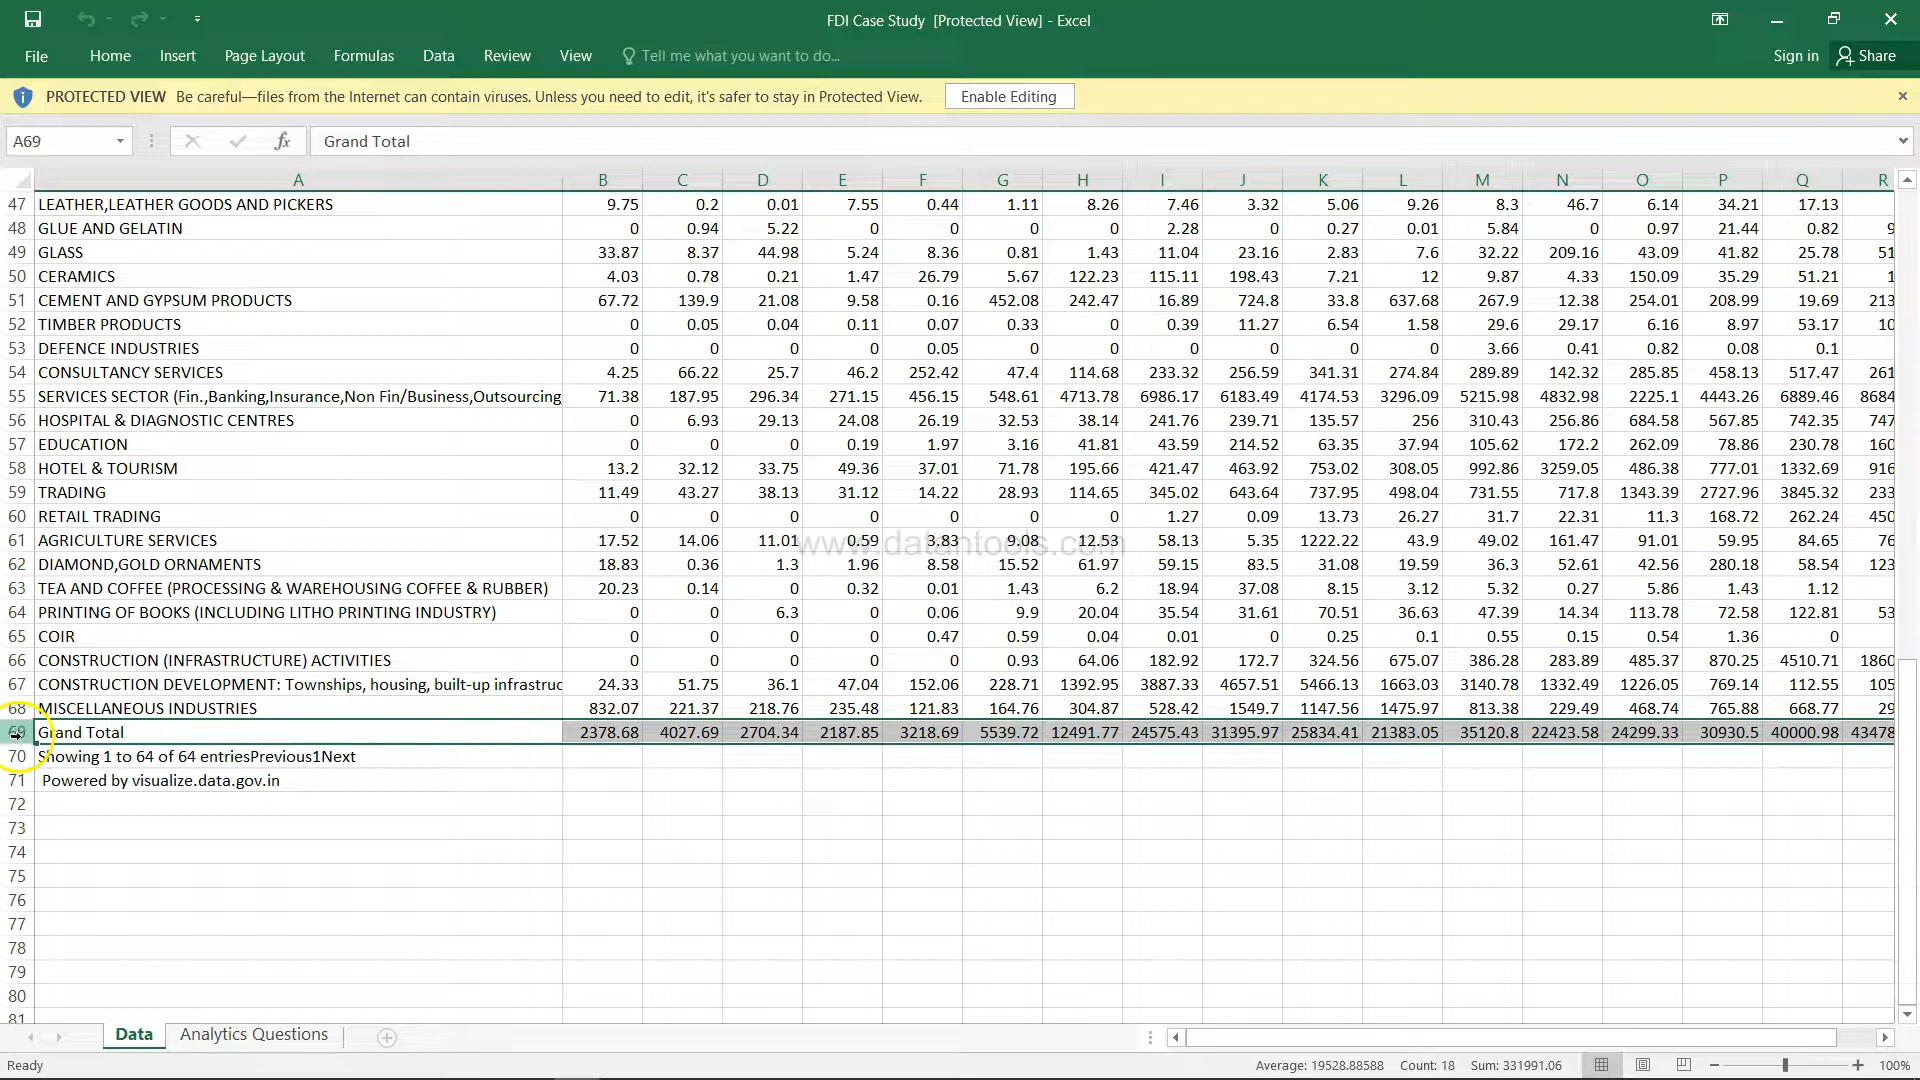 FDI Case Study [Protected View] - Excel
File Home Insert Page Layout Formulas Data Review View Tell me what you want to do... Sign in Share
PROTECTED VIEW Be careful—files from the Internet can contain viruses. Unless you need to edit, it's safer to stay in Protected View. Enable Editing
A69 fx Grand Total
A B C D E F G H I J K L M N O P Q R
47 LEATHER,LEATHER GOODS AND PICKERS 9.75 0.2 0.01 7.55 0.44 1.11 8.26 7.46 3.32 5.06 9.26 8.3 46.7 6.14 34.21 17.13
48 GLUE AND GELATIN 0 0.94 5.22 0 0 0 0 2.28 0 0.27 0.01 5.84 0 0.97 21.44 0.82 9
49 GLASS 33.87 8.37 44.98 5.24 8.36 0.81 1.43 11.04 23.16 2.83 7.6 32.22 209.16 43.09 41.82 25.78 51
50 CERAMICS 4.03 0.78 0.21 1.47 26.79 5.67 122.23 115.11 198.43 7.21 12 9.87 4.33 150.09 35.29 51.21 1
51 CEMENT AND GYPSUM PRODUCTS 67.72 139.9 21.08 9.58 0.16 452.08 242.47 16.89 724.8 33.8 637.68 267.9 12.38 254.01 208.99 19.69 213
52 TIMBER PRODUCTS 0 0.05 0.04 0.11 0.07 0.33 0 0.39 11.27 6.54 1.58 29.6 29.17 6.16 8.97 53.17 10
53 DEFENCE INDUSTRIES 0 0 0 0 0.05 0 0 0 0 0 0 3.66 0.41 0.82 0.08 0.1
54 CONSULTANCY SERVICES 4.25 66.22 25.7 46.2 252.42 47.4 114.68 233.32 256.59 341.31 274.84 289.89 142.32 285.85 458.13 517.47 261
55 SERVICES SECTOR (Fin.,Banking,Insurance,Non Fin/Business,Outsourcing 71.38 187.95 296.34 271.15 456.15 548.61 4713.78 6986.17 6183.49 4174.53 3296.09 5215.98 4832.98 2225.1 4443.26 6889.46 8684
56 HOSPITAL & DIAGNOSTIC CENTRES 0 6.93 29.13 24.08 26.19 32.53 38.14 241.76 239.71 135.57 256 310.43 256.86 684.58 567.85 742.35 747
57 EDUCATION 0 0 0 0.19 1.97 3.16 41.81 43.59 214.52 63.35 37.94 105.62 172.2 262.09 78.86 230.78 160
58 HOTEL & TOURISM 13.2 32.12 33.75 49.36 37.01 71.78 195.66 421.47 463.92 753.02 308.05 992.86 3259.05 486.38 777.01 1332.69 916
59 TRADING 11.49 43.27 38.13 31.12 14.22 28.93 114.65 345.02 643.64 737.95 498.04 731.55 717.8 1343.39 2727.96 3845.32 233
60 RETAIL TRADING 0 0 0 0 0 0 0 1.27 0.09 13.73 26.27 31.7 22.31 11.3 168.72 262.24 450
61 AGRICULTURE SERVICES 17.52 14.06 11.01 0.59 3.83 9.08 12.53 58.13 5.35 1222.22 43.9 49.02 161.47 91.01 59.95 84.65 76
www.datantools.com
62 DIAMOND,GOLD ORNAMENTS 18.83 0.36 1.3 1.96 8.58 15.52 61.97 59.15 83.5 31.08 19.59 36.3 52.61 42.56 280.18 58.54 123
63 TEA AND COFFEE (PROCESSING & WAREHOUSING COFFEE & RUBBER) 20.23 0.14 0 0.32 0.01 1.43 6.2 18.94 37.08 8.15 3.12 5.32 0.27 5.86 1.43 1.12
64 PRINTING OF BOOKS (INCLUDING LITHO PRINTING INDUSTRY) 0 0 6.3 0 0.06 9.9 20.04 35.54 31.61 70.51 36.63 47.39 14.34 113.78 72.58 122.81 53
65 COIR 0 0 0 0 0.47 0.59 0.04 0.01 0 0.25 0.1 0.55 0.15 0.54 1.36 0
66 CONSTRUCTION (INFRASTRUCTURE) ACTIVITIES 0 0 0 0 0 0.93 64.06 182.92 172.7 324.56 675.07 386.28 283.89 485.37 870.25 4510.71 1860
67 CONSTRUCTION DEVELOPMENT: Townships, housing, built-up infrastruc 24.33 51.75 36.1 47.04 152.06 228.71 1392.95 3887.33 4657.51 5466.13 1663.03 3140.78 1332.49 1226.05 769.14 112.55 105
68 MISCELLANEOUS INDUSTRIES 832.07 221.37 218.76 235.48 121.83 164.76 304.87 528.42 1549.7 1147.56 1475.97 813.38 229.49 468.74 765.88 668.77 29
69 Grand Total 2378.68 4027.69 2704.34 2187.85 3218.69 5539.72 12491.77 24575.43 31395.97 25834.41 21383.05 35120.8 22423.58 24299.33 30930.5 40000.98 43478
70 Showing 1 to 64 of 64 entriesPrevious1Next
71 Powered by visualize.data.gov.in
72
73
74
75
76
77
78
79
80
81
Data Analytics Questions
Ready Average: 19528.88588 Count: 18 Sum: 331991.06 100%